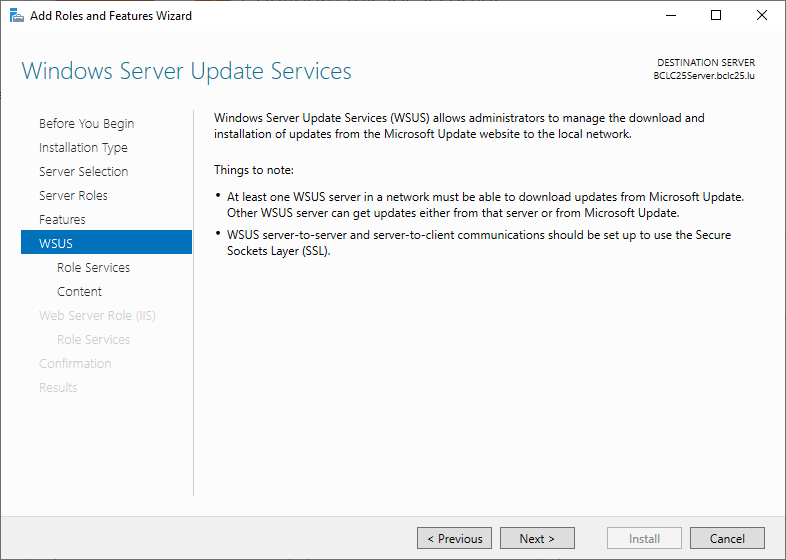 Add Roles and Features Wizard
Windows Server Update Services
DESTINATION SERVER
BCLC25Server.bclc25.lu
Before You Begin
Installation Type
Server Selection
Server Roles
Features
WSUS
Role Services
Content
Web Server Role (IIS)
Role Services
Confirmation
Results
Windows Server Update Services (WSUS) allows administrators to manage the download and
installation of updates from the Microsoft Update website to the local network.
Things to note:
• At least one WSUS server in a network must be able to download updates from Microsoft Update.
Other WSUS server can get updates either from that server or from Microsoft Update.
• WSUS server-to-server and server-to-client communications should be set up to use the Secure
Sockets Layer (SSL).
< Previous
Next >
Install
Cancel